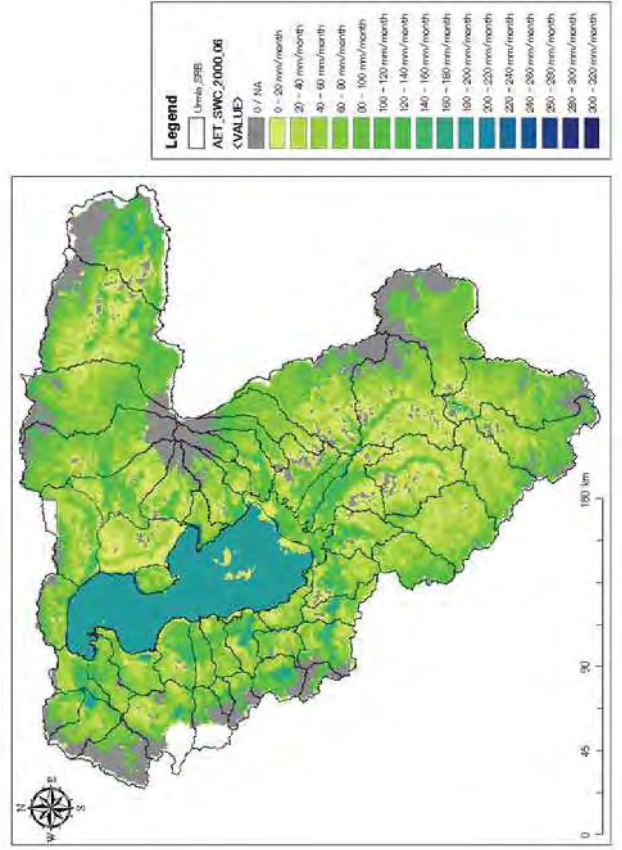 Legend
Urmia_SRB
AET_SWC_2000_06
<VALUE>
0 / NA
0 - 20 mm/month
20 - 40 mm/month
40 - 60 mm/month
60 - 80 mm/month
80 - 100 mm/month
100 - 120 mm/month
120 - 140 mm/month
140 - 160 mm/month
160 - 180 mm/month
180 - 200 mm/month
200 - 220 mm/month
220 - 240 mm/month
240 - 260 mm/month
260 - 280 mm/month
280 - 300 mm/month
300 - 320 mm/month
N
W E
S
0 45 90 180 km